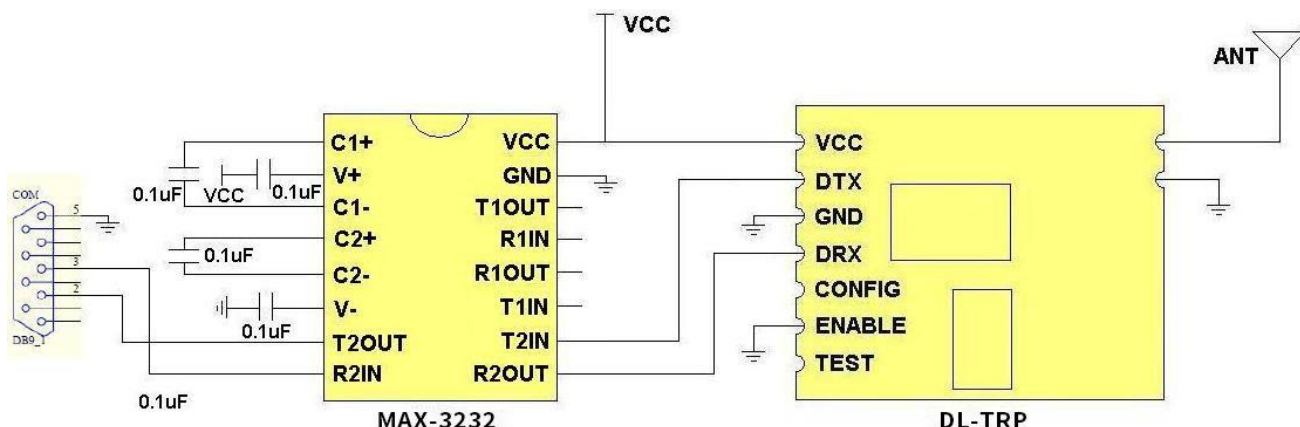 VCC
ANT
C1+
VCC
VCC
0.1uF
VCC
0.1uF
V+
GND
DTX
COM
5
C1-
T1OUT
GND
C2+
R1IN
0.1uF
DRX
3
C2-
R1OUT
CONFIG
2
V-
T1IN
ENABLE
0.1uF
DB9_1
T2OUT
T2IN
TEST
R2IN
R2OUT
0.1uF
MAX-3232
DL-TRP